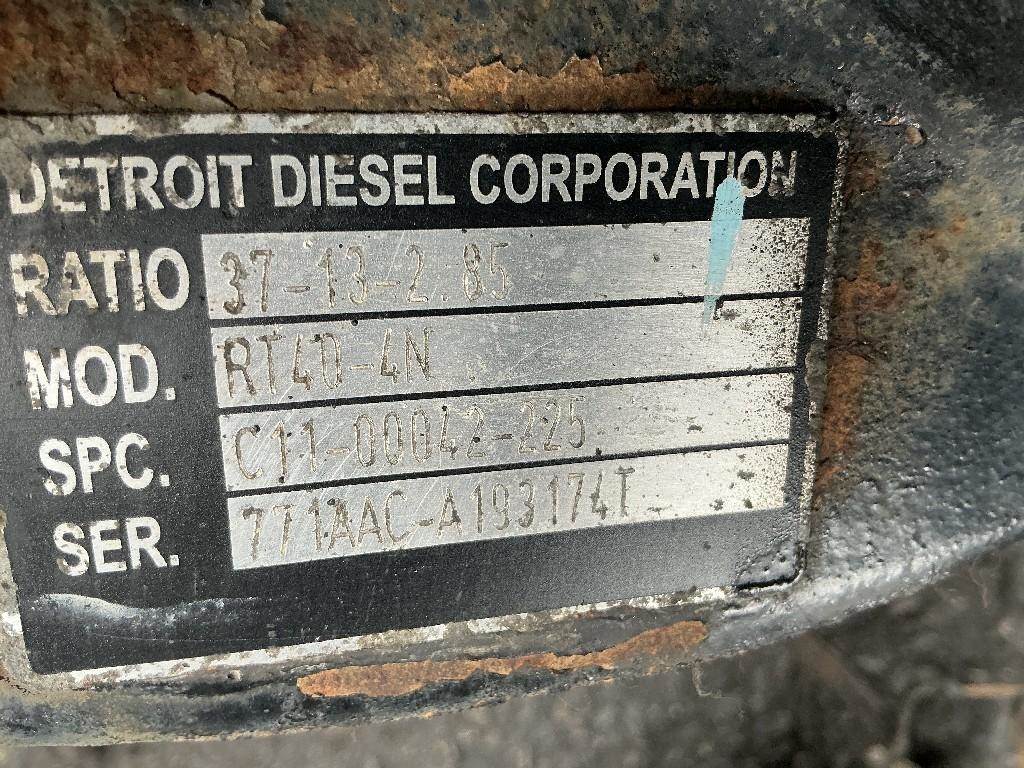 DETROIT DIESEL CORPORATION
RATIO 37-13-2.85
MOD. RT40-4N
SPC. C11-00042-225
SER. 771AAC-A193174T